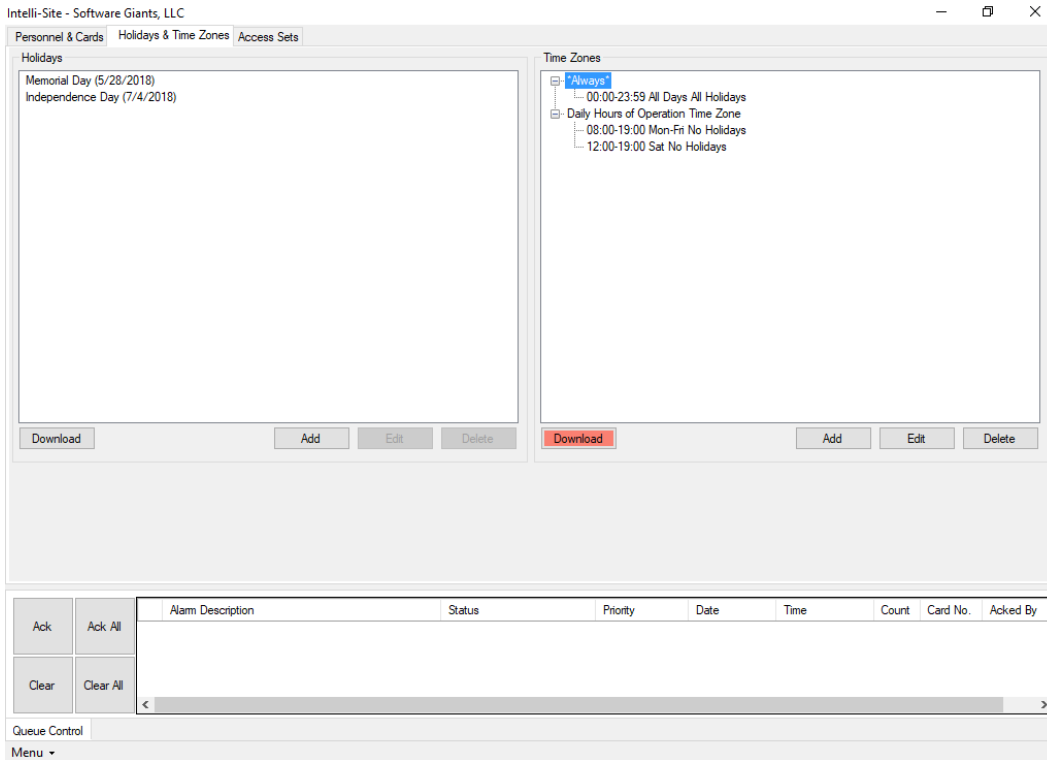 Intelli-Site - Software Giants, LLC
Personnel & Cards Holidays & Time Zones Access Sets
Holidays
Memorial Day (5/28/2018)
Independence Day (7/4/2018)
Download Add Edit Delete
Time Zones
*Always*
00:00-23:59 All Days All Holidays
Daily Hours of Operation Time Zone
08:00-19:00 Mon-Fri No Holidays
12:00-19:00 Sat No Holidays
Download Add Edit Delete
Ack Ack All
Clear Clear All
Alarm Description Status Priority Date Time Count Card No. Acked By
Queue Control
Menu